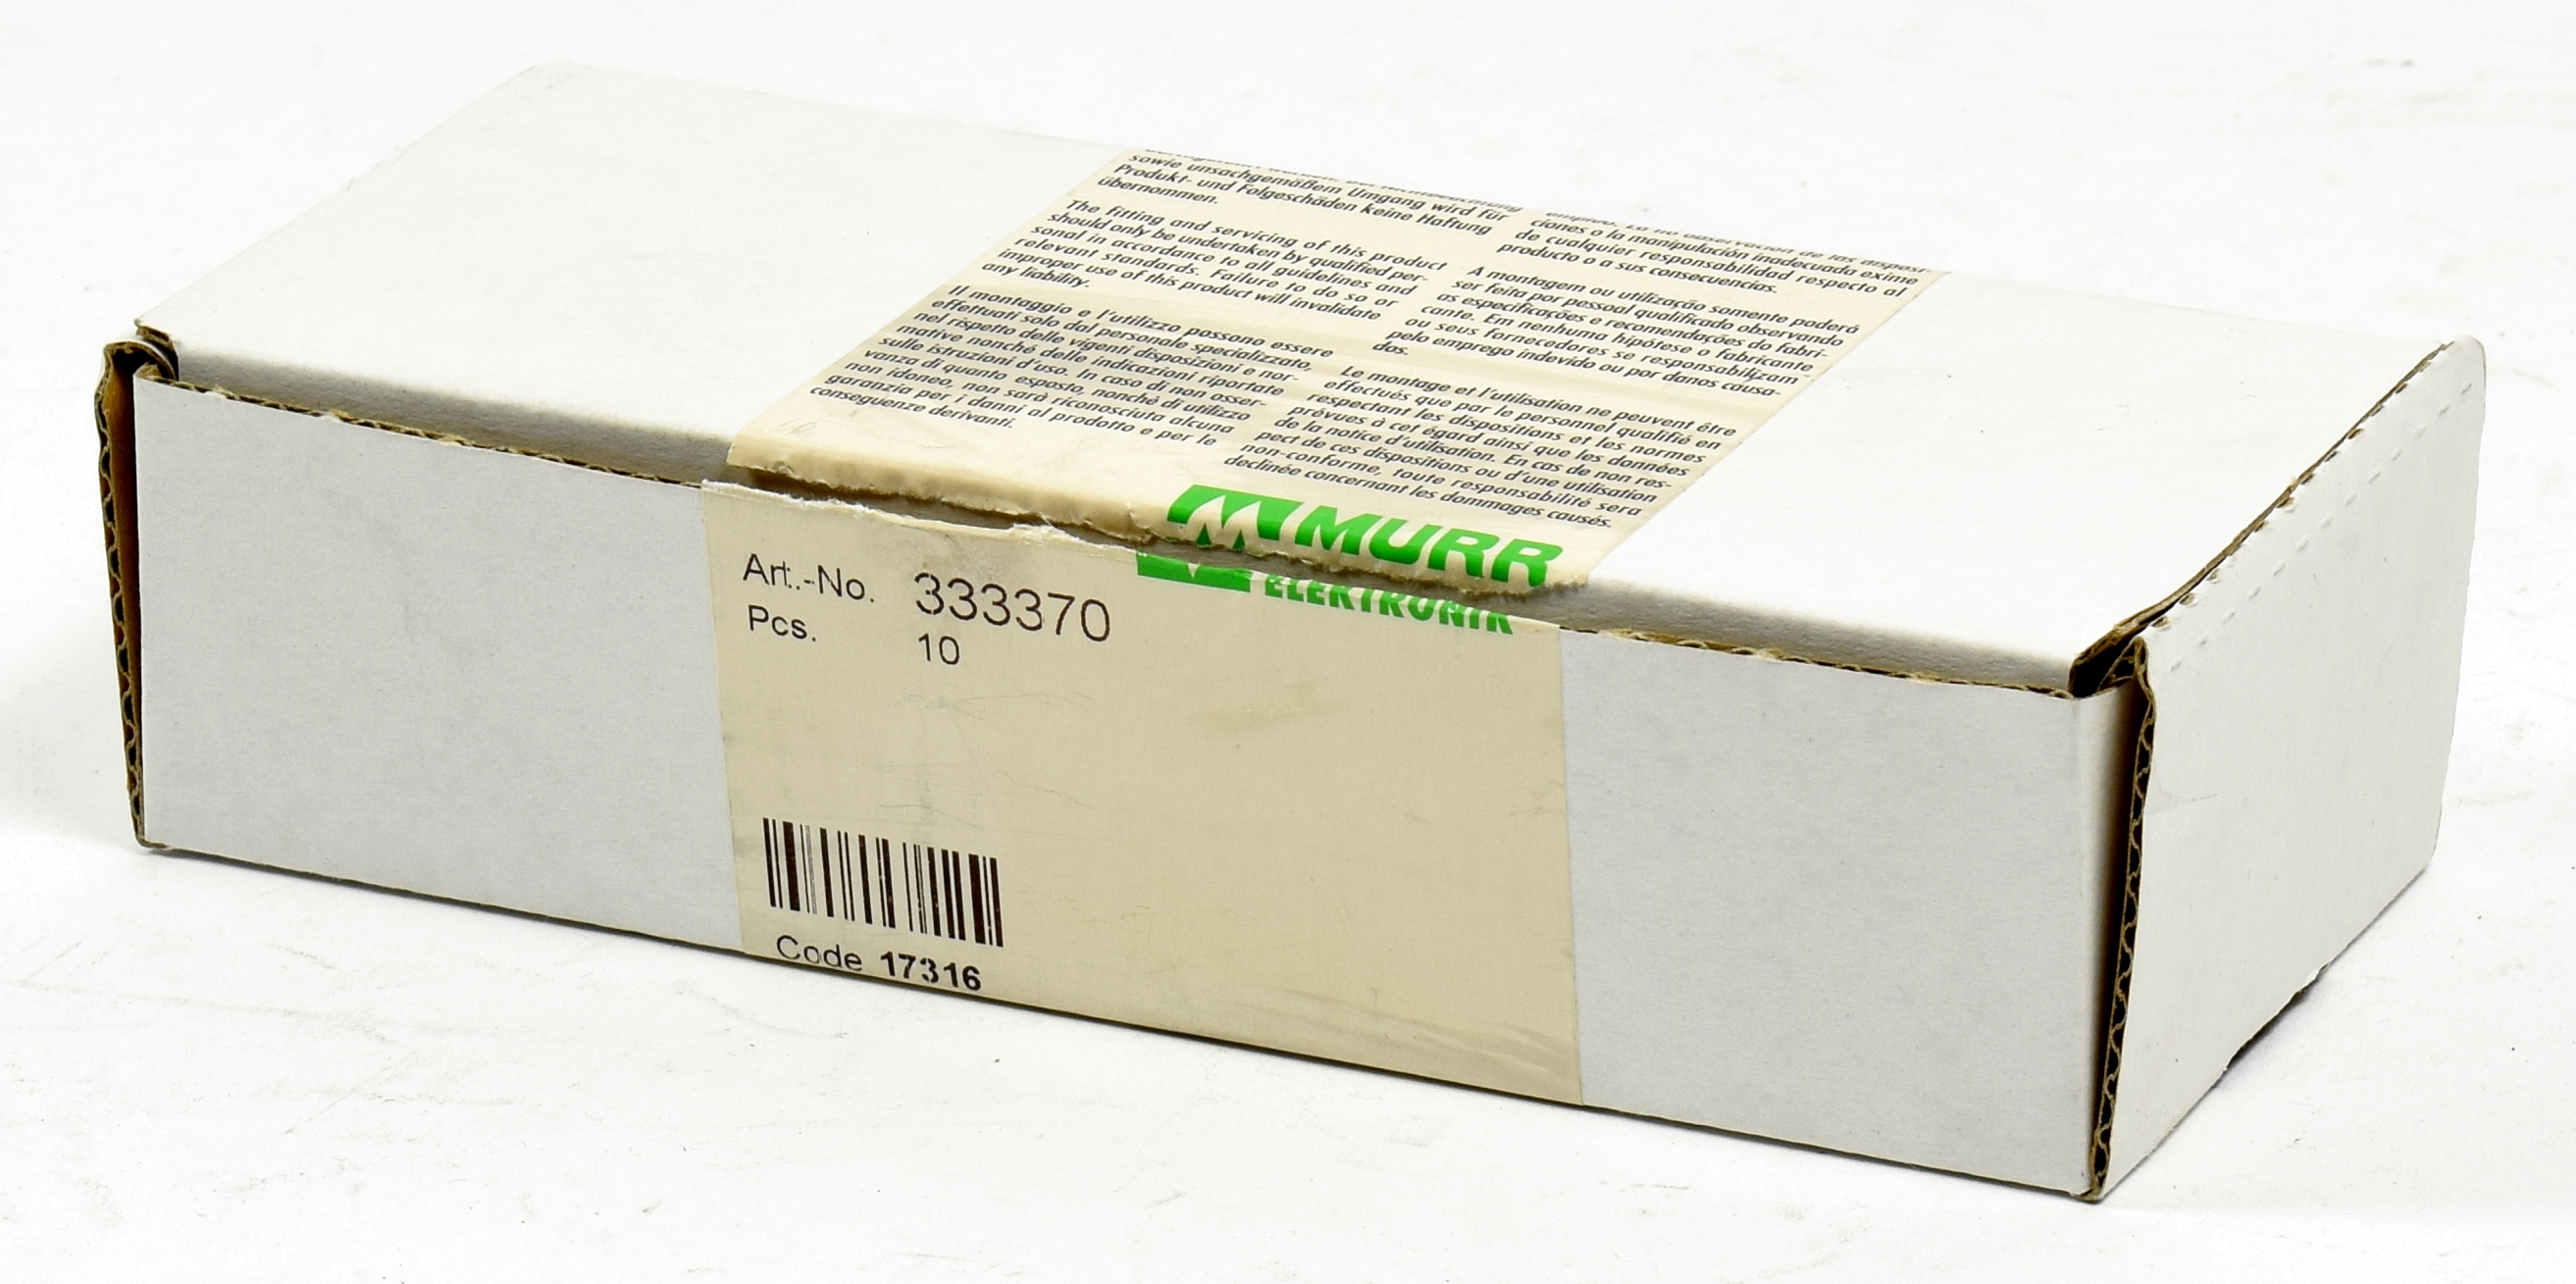 sowie unsachgemäßem Umgang wird für
Produkt- und Folgeschäden keine Haftung
übernommen.
The fitting and servicing of this product
should only be undertaken by qualified per-
sonal in accordance to all guidelines and
relevant standards. Failure to do so or
improper use of this product will invalidate
any liability.
Il montaggio e l'utilizzo possono essere
effettuati solo dal personale specializzato,
nel rispetto delle vigenti disposizioni e nor-
mative nonché delle indicazioni riportate
sulle istruzioni d'uso. In caso di non osser-
vanza di quanto esposto, nonchè di utilizzo
non idoneo, non sarà riconosciuta alcuna
garanzia per i danni al prodotto e per le
conseguenze derivanti.
empleo. La no observación de las disposi-
ciones o la manipulación inadecuada exime
de cualquier responsabilidad respecto al
producto o a sus consecuencias.
A montagem ou utilização somente poderá
ser feita por pessoal qualificado observando
as especificações e recomendações do fabri-
cante. Em nenhuma hipótese o fabricante
ou seus fornecedores se responsabilizam
pelo emprego indevido ou por danos causa-
dos.
Le montage et l'utilisation ne peuvent être
effectués que par le personnel qualifié en
respectant les dispositions et les normes
prévues à cet égard ainsi que les données
de la notice d'utilisation. En cas de non res-
pect de ces dispositions ou d'une utilisation
non-conforme, toute responsabilité sera
declinée concernant les dommages causés.
MURR
ELEKTRONIK
Art.-No. 333370
Pcs. 10
Code 17316